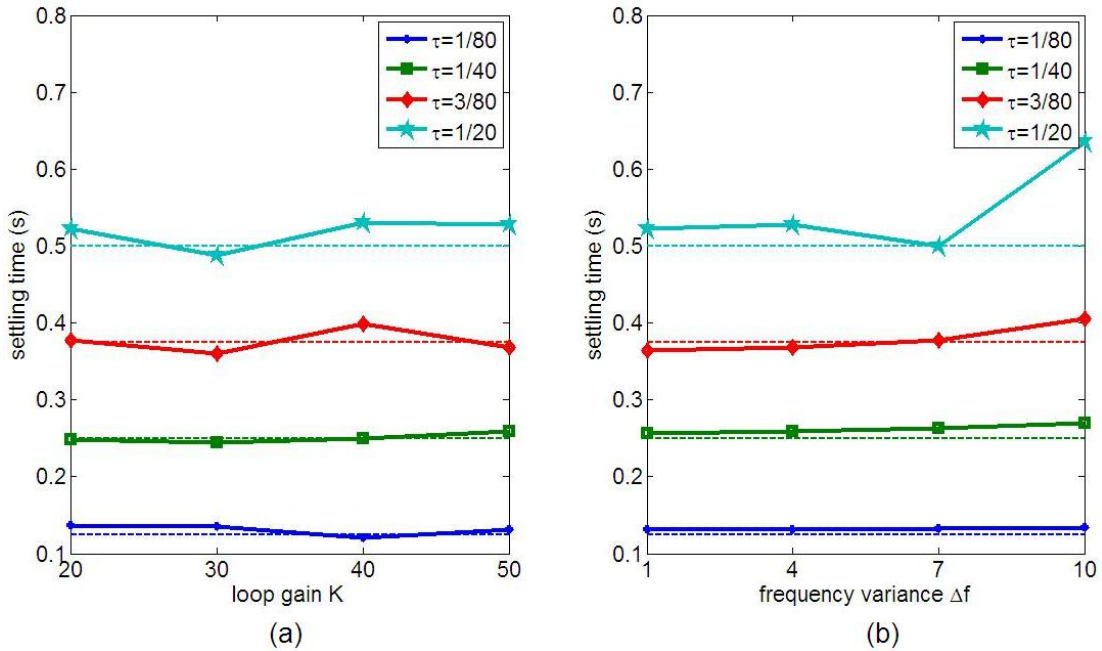 0.8
0.7
0.6
0.5
0.4
0.3
0.2
0.1
settling time (s)
20
30
40
50
loop gain K
τ=1/80
τ=1/40
τ=3/80
τ=1/20
(a)
0.8
0.7
0.6
0.5
0.4
0.3
0.2
0.1
settling time (s)
1
4
7
10
frequency variance Δf
τ=1/80
τ=1/40
τ=3/80
τ=1/20
(b)